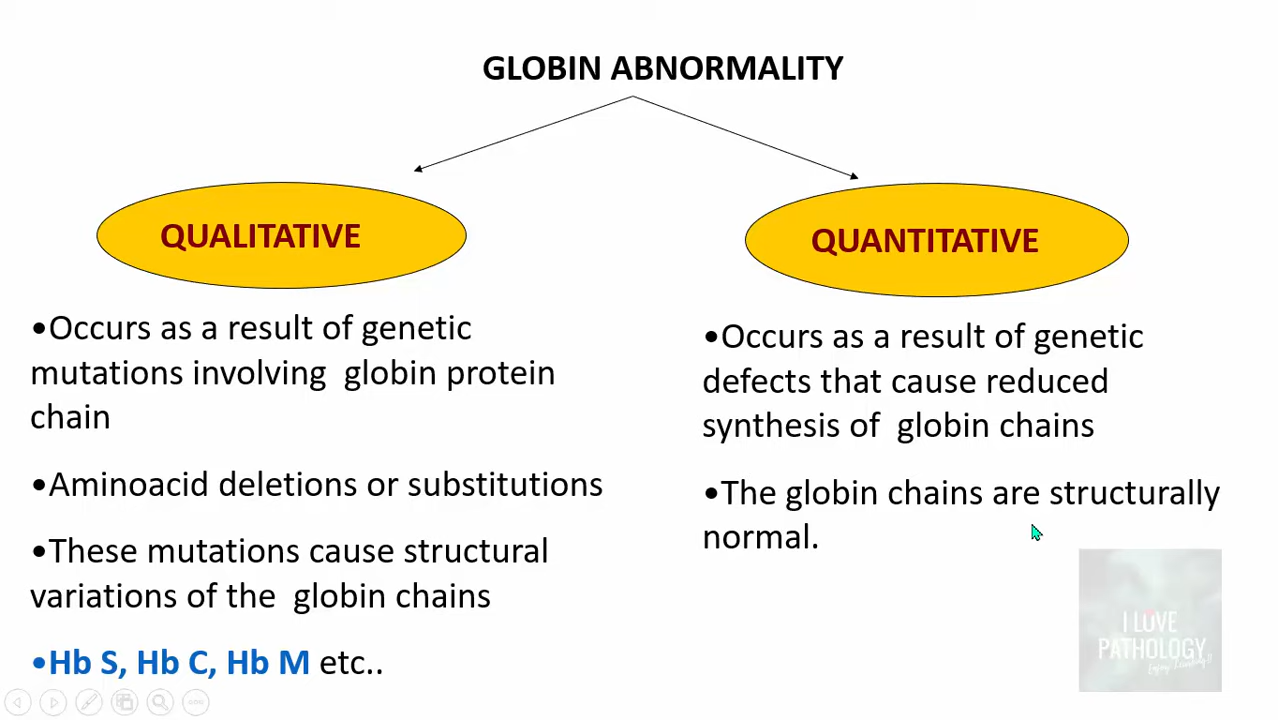 GLOBIN ABNORMALITY
QUALITATIVE
•Occurs as a result of genetic
mutations involving globin protein
chain
•Aminoacid deletions or substitutions
•These mutations cause structural
variations of the globin chains
•Hb S, Hb C, Hb M etc..
QUANTITATIVE
•Occurs as a result of genetic
defects that cause reduced
synthesis of globin chains
•The globin chains are structurally
normal.
I LOVE
PATHOLOGY
Enjoy Learning!!